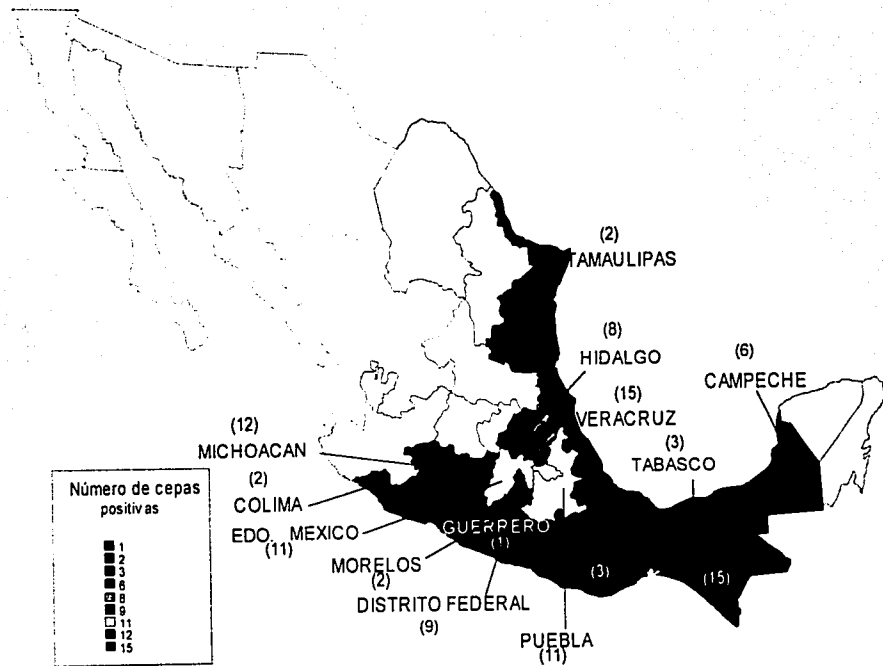 (2)
TAMAULIPAS
(8)
HIDALGO
(6)
CAMPECHE
(15)
VERACRUZ
(3)
TABASCO
(12)
MICHOACAN
(2)
COLIMA
EDO. MEXICO
(11)
GUERPERO
(1)
MORELOS
(2)
DISTRITO FEDERAL
(9)
(3)
(15)
PUEBLA
(11)
Número de cepas
positivas
1
2
3
6
8
9
11
12
15